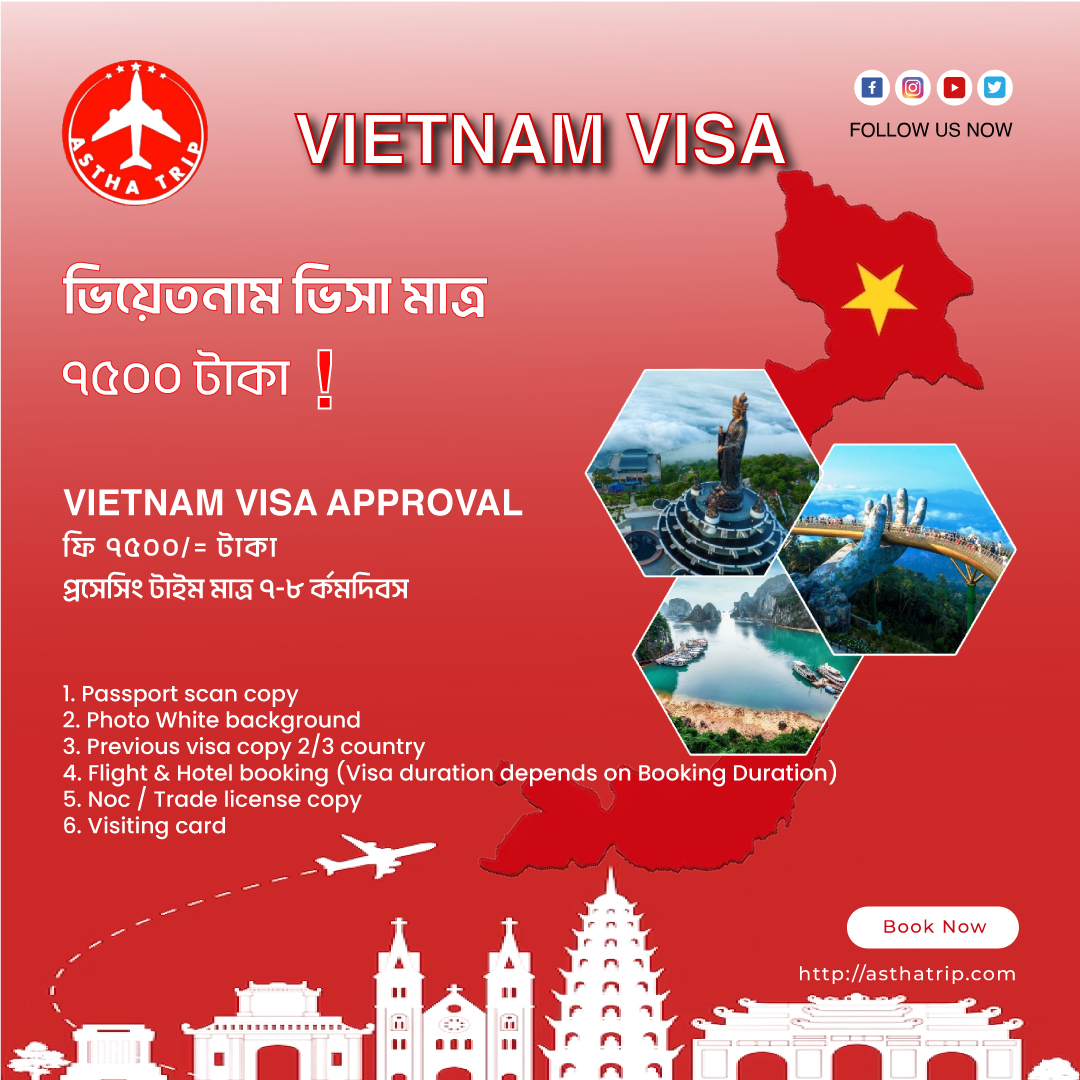 ASTHA TRIP
VIETNAM VISA
FOLLOW US NOW
ভিয়েতনাম ভিসা মাত্র
৭৫০০ টাকা !
VIETNAM VISA APPROVAL
ফি ৭৫০০/= টাকা
প্রসেসিং টাইম মাত্র ৭-৮ র্কমদিবস
1. Passport scan copy
2. Photo White background
3. Previous visa copy 2/3 country
4. Flight & Hotel booking (Visa duration depends on Booking Duration)
5. Noc / Trade license copy
6. Visiting card
Book Now
http://asthatrip.com